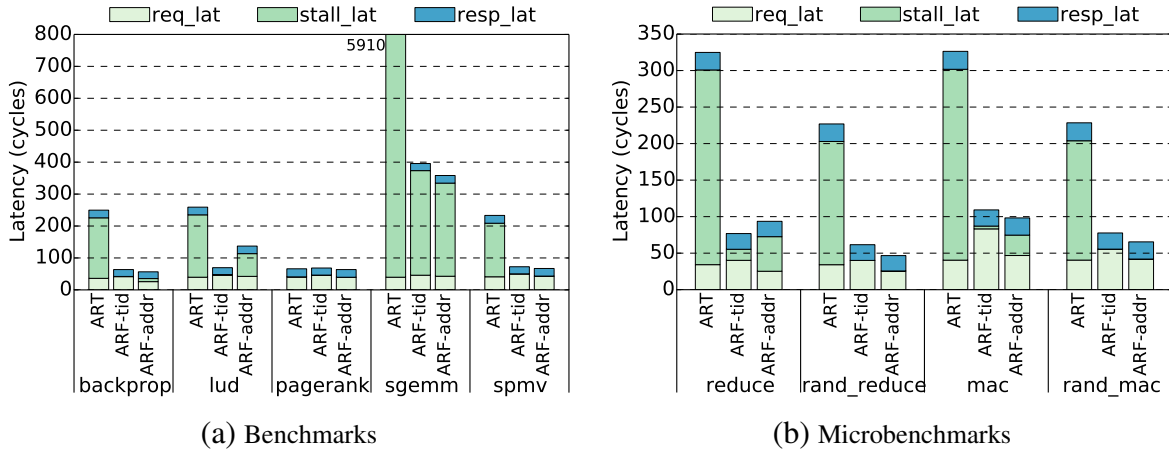 req_lat stall_lat resp_lat
800
700
600
500
400
300
200
100
0
Latency (cycles)
5910
ART
ARF-tid
ARF-addr
ART
ARF-tid
ARF-addr
ART
ARF-tid
ARF-addr
ART
ARF-tid
ARF-addr
ART
ARF-tid
ARF-addr
backprop lud pagerank sgemm spmv
(a) Benchmarks
req_lat stall_lat resp_lat
350
300
250
200
150
100
50
0
Latency (cycles)
ART
ARF-tid
ARF-addr
ART
ARF-tid
ARF-addr
ART
ARF-tid
ARF-addr
ART
ARF-tid
ARF-addr
reduce rand_reduce mac rand_mac
(b) Microbenchmarks